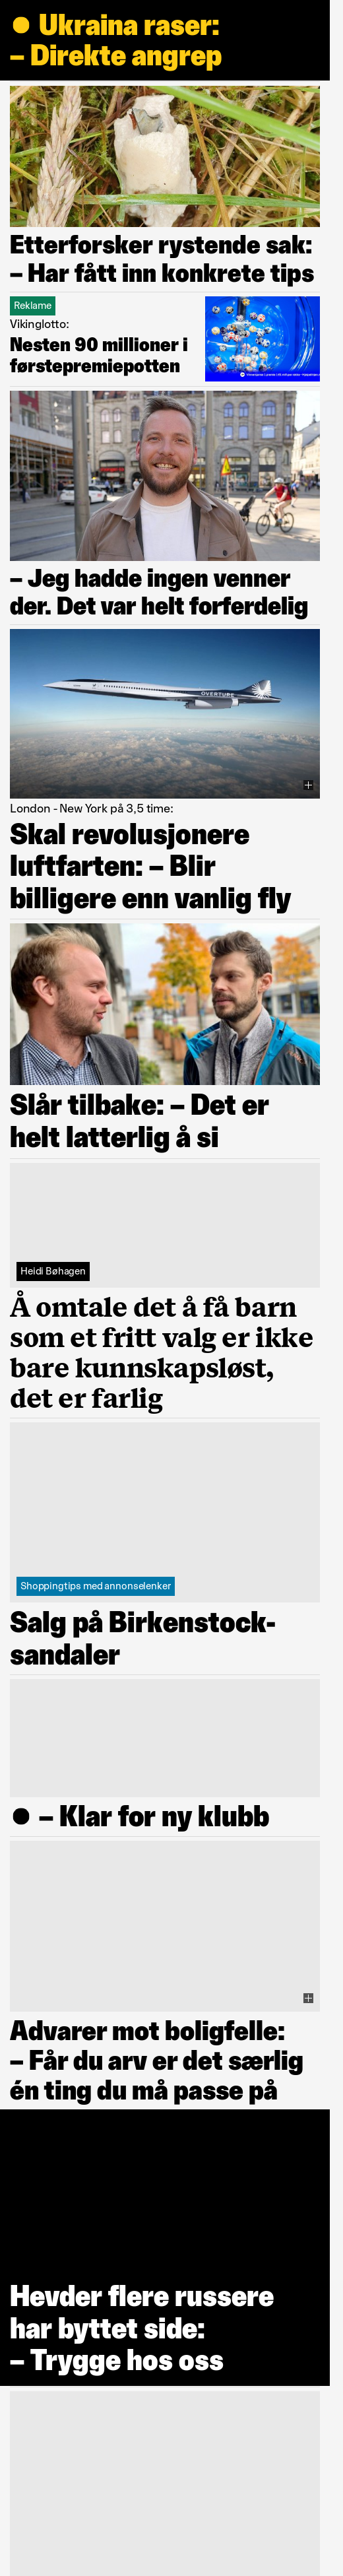 Ukraina raser:
– Direkte angrep
Etterforsker rystende sak:
– Har fått inn konkrete tips
Reklame
Vikinglotto:
Nesten 90 millioner i
førstepremiepotten
– Jeg hadde ingen venner
der. Det var helt forferdelig
OVERTURE
London - New York på 3,5 time:
Skal revolusjonere
luftfarten: – Blir
billigere enn vanlig fly
Slår tilbake: – Det er
helt latterlig å si
Heidi Bøhagen
Å omtale det å få barn
som et fritt valg er ikke
bare kunnskapsløst,
det er farlig
Shoppingtips med annonselenker
Salg på Birkenstock-
sandaler
– Klar for ny klubb
Advarer mot boligfelle:
– Får du arv er det særlig
én ting du må passe på
Hevder flere russere
har byttet side:
– Trygge hos oss